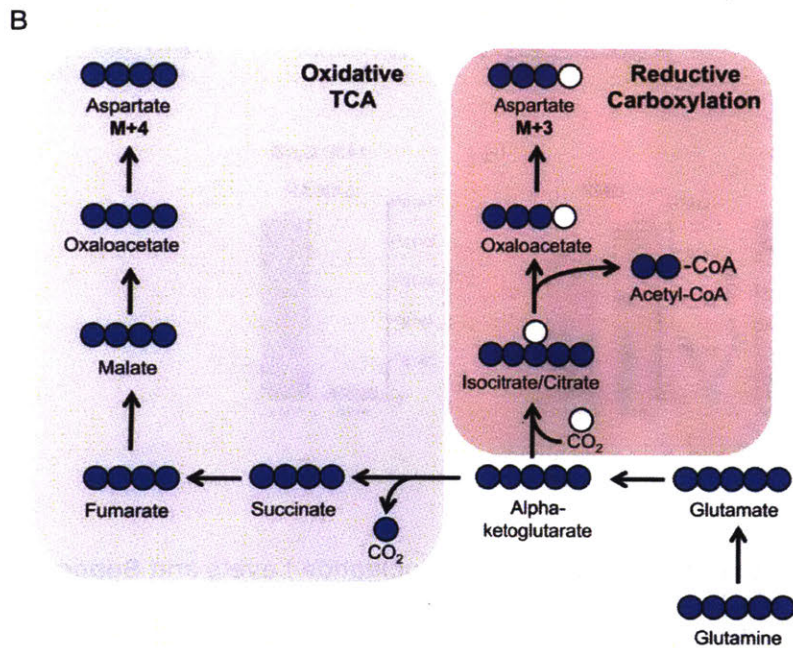 B
Oxidative
TCA
Reductive
Carboxylation
Aspartate
M+4
Aspartate
M+3
Oxaloacetate
Oxaloacetate
-CoA
Acetyl-CoA
Malate
Isocitrate/Citrate
CO2
Fumarate
Succinate
Alpha-
ketoglutarate
Glutamate
CO2
Glutamine